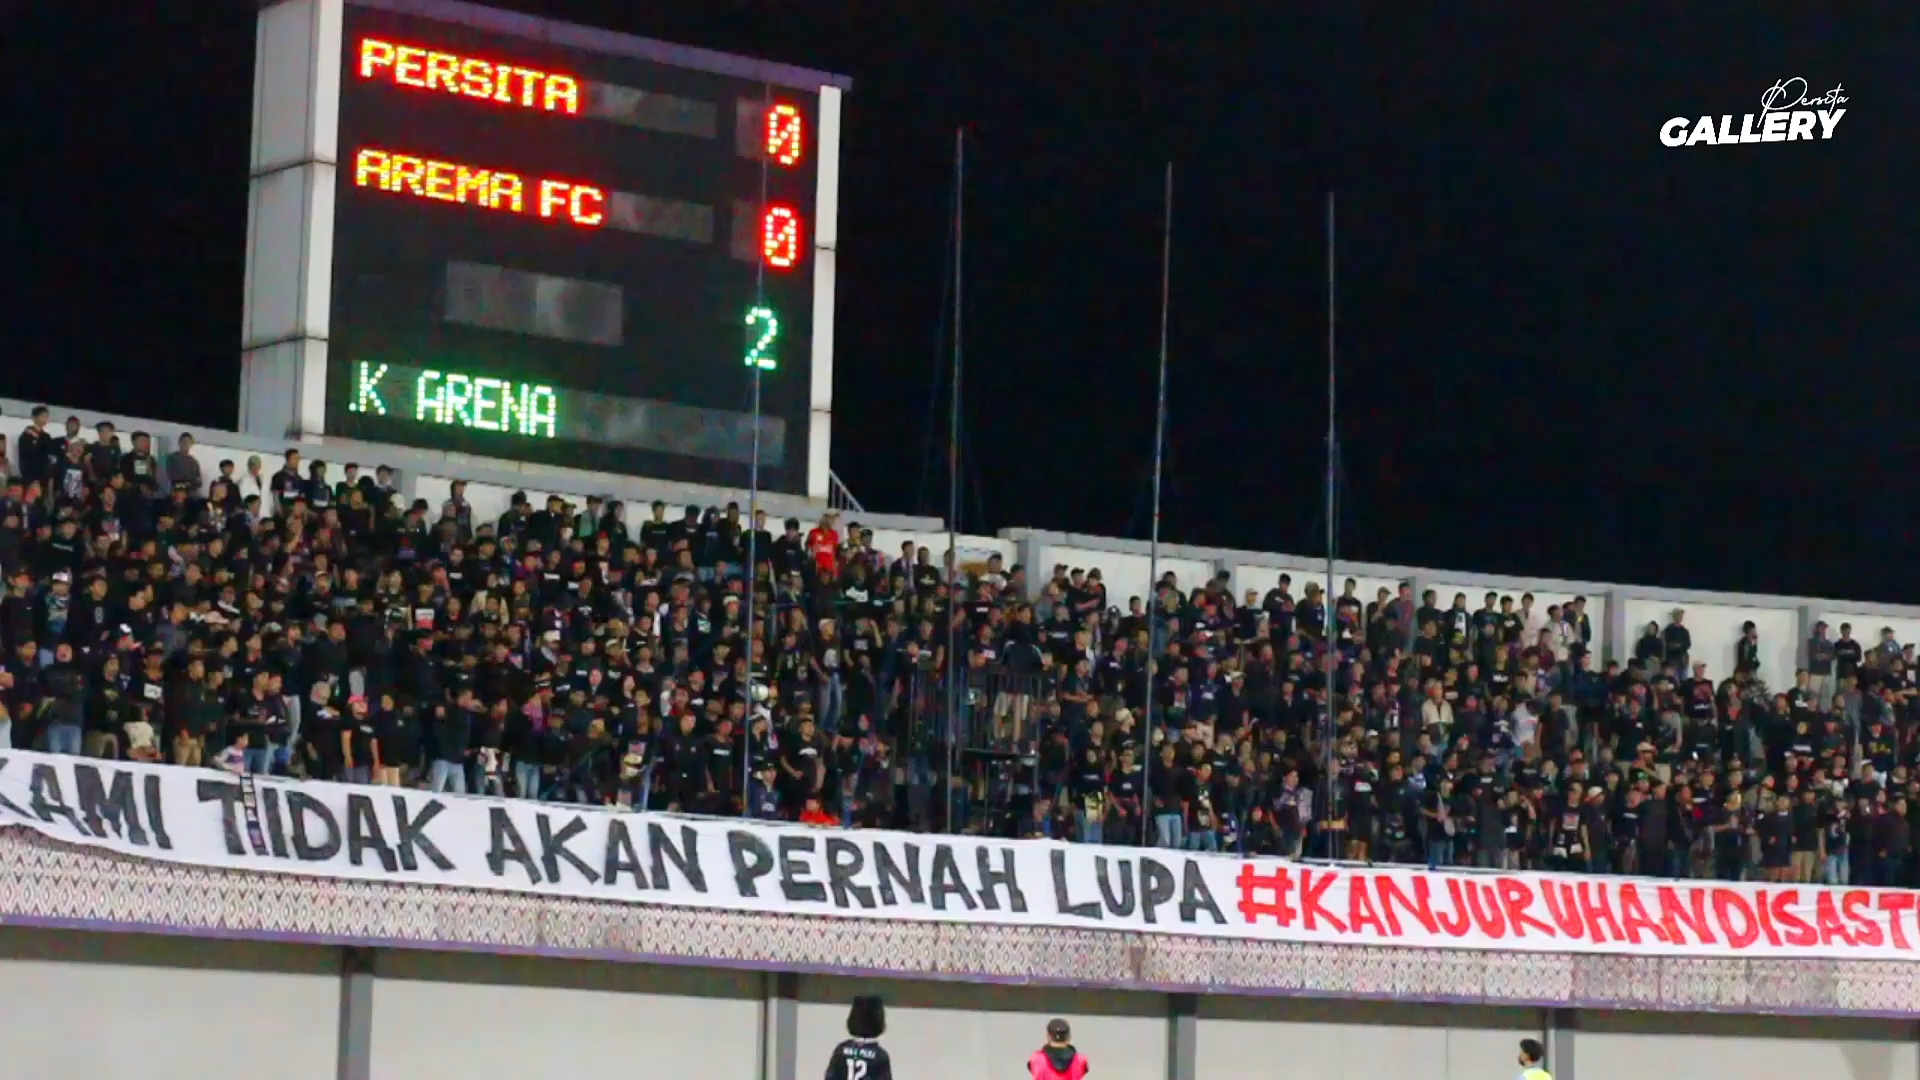 PERSITA 0
AREMA FC 0
2
.K ARENA
Persita
GALLERY
KAMI TIDAK AKAN PERNAH LUPA #KANJURUHANDISAST
12